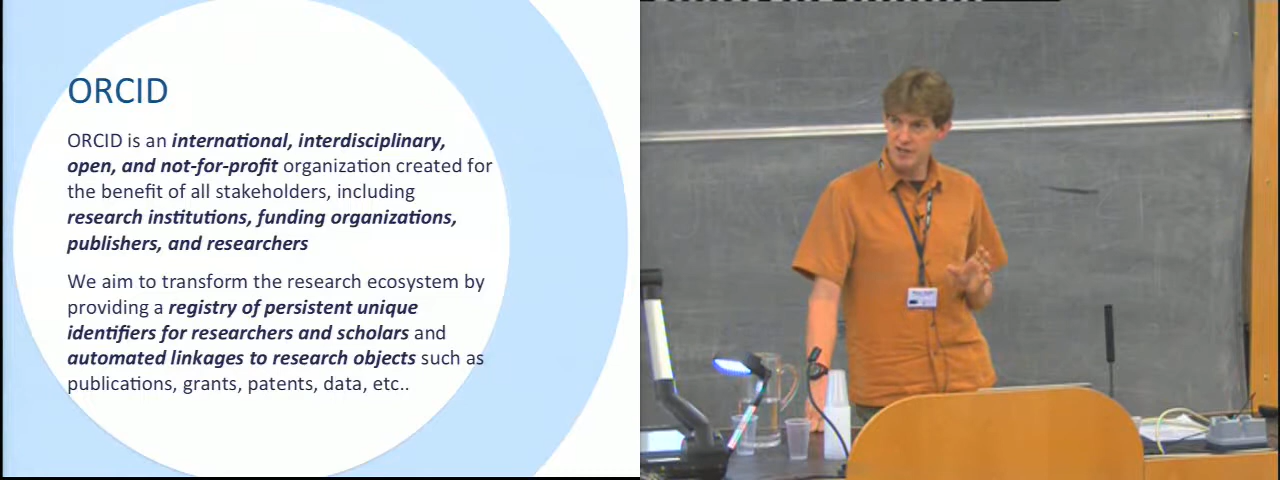 ORCID
ORCID is an international, interdisciplinary,
open, and not-for-profit organization created for
the benefit of all stakeholders, including
research institutions, funding organizations,
publishers, and researchers
We aim to transform the research ecosystem by
providing a registry of persistent unique
identifiers for researchers and scholars and
automated linkages to research objects such as
publications, grants, patents, data, etc..